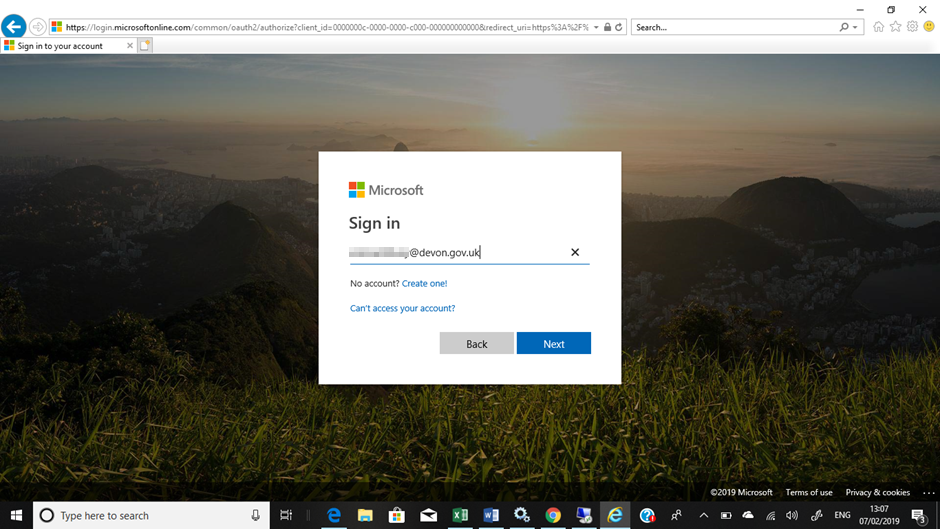 https://login.microsoftonline.com/common/oauth2/authorize?client_id=0000000c-0000-0000-c000-000000000000&redirect_uri=https%3A%2F%
Search...
Sign in to your account
Microsoft
Sign in
@devon.gov.uk
No account? Create one!
Can't access your account?
Back
Next
©2019 Microsoft
Terms of use
Privacy & cookies
...
Type here to search
ENG
13:07
07/02/2019
3